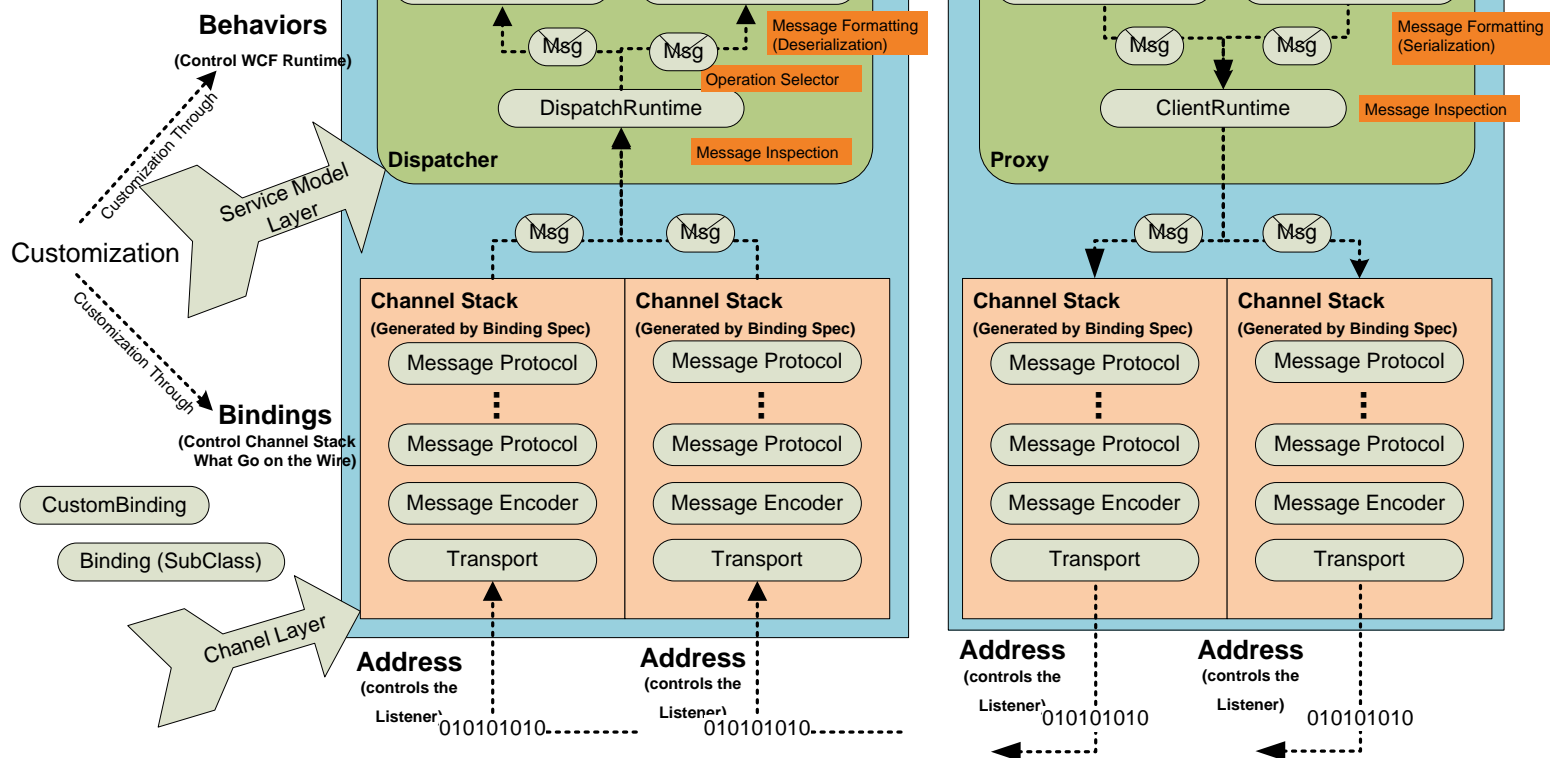 Behaviors
(Control WCF Runtime)
Customization Through
Customization
Customization Through
Bindings
(Control Channel Stack
What Go on the Wire)
CustomBinding
Binding (SubClass)
Service Model
Layer
Chanel Layer
Msg
Msg
Message Formatting
(Deserialization)
Operation Selector
DispatchRuntime
Message Inspection
Dispatcher
Msg
Msg
Channel Stack
(Generated by Binding Spec)
Message Protocol
Message Protocol
Message Encoder
Transport
Channel Stack
(Generated by Binding Spec)
Message Protocol
Message Protocol
Message Encoder
Transport
Address
(controls the
Listener)
010101010
Address
(controls the
Listener)
010101010
Msg
Msg
Message Formatting
(Serialization)
ClientRuntime
Message Inspection
Proxy
Msg
Msg
Channel Stack
(Generated by Binding Spec)
Message Protocol
Message Protocol
Message Encoder
Transport
Channel Stack
(Generated by Binding Spec)
Message Protocol
Message Protocol
Message Encoder
Transport
Address
(controls the
Listener)
010101010
Address
(controls the
Listener)
010101010